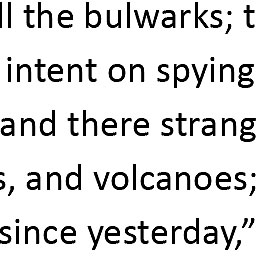 ll the bulwarks; t
intent on spying
and there strang
s, and volcanoes;
since yesterday,”